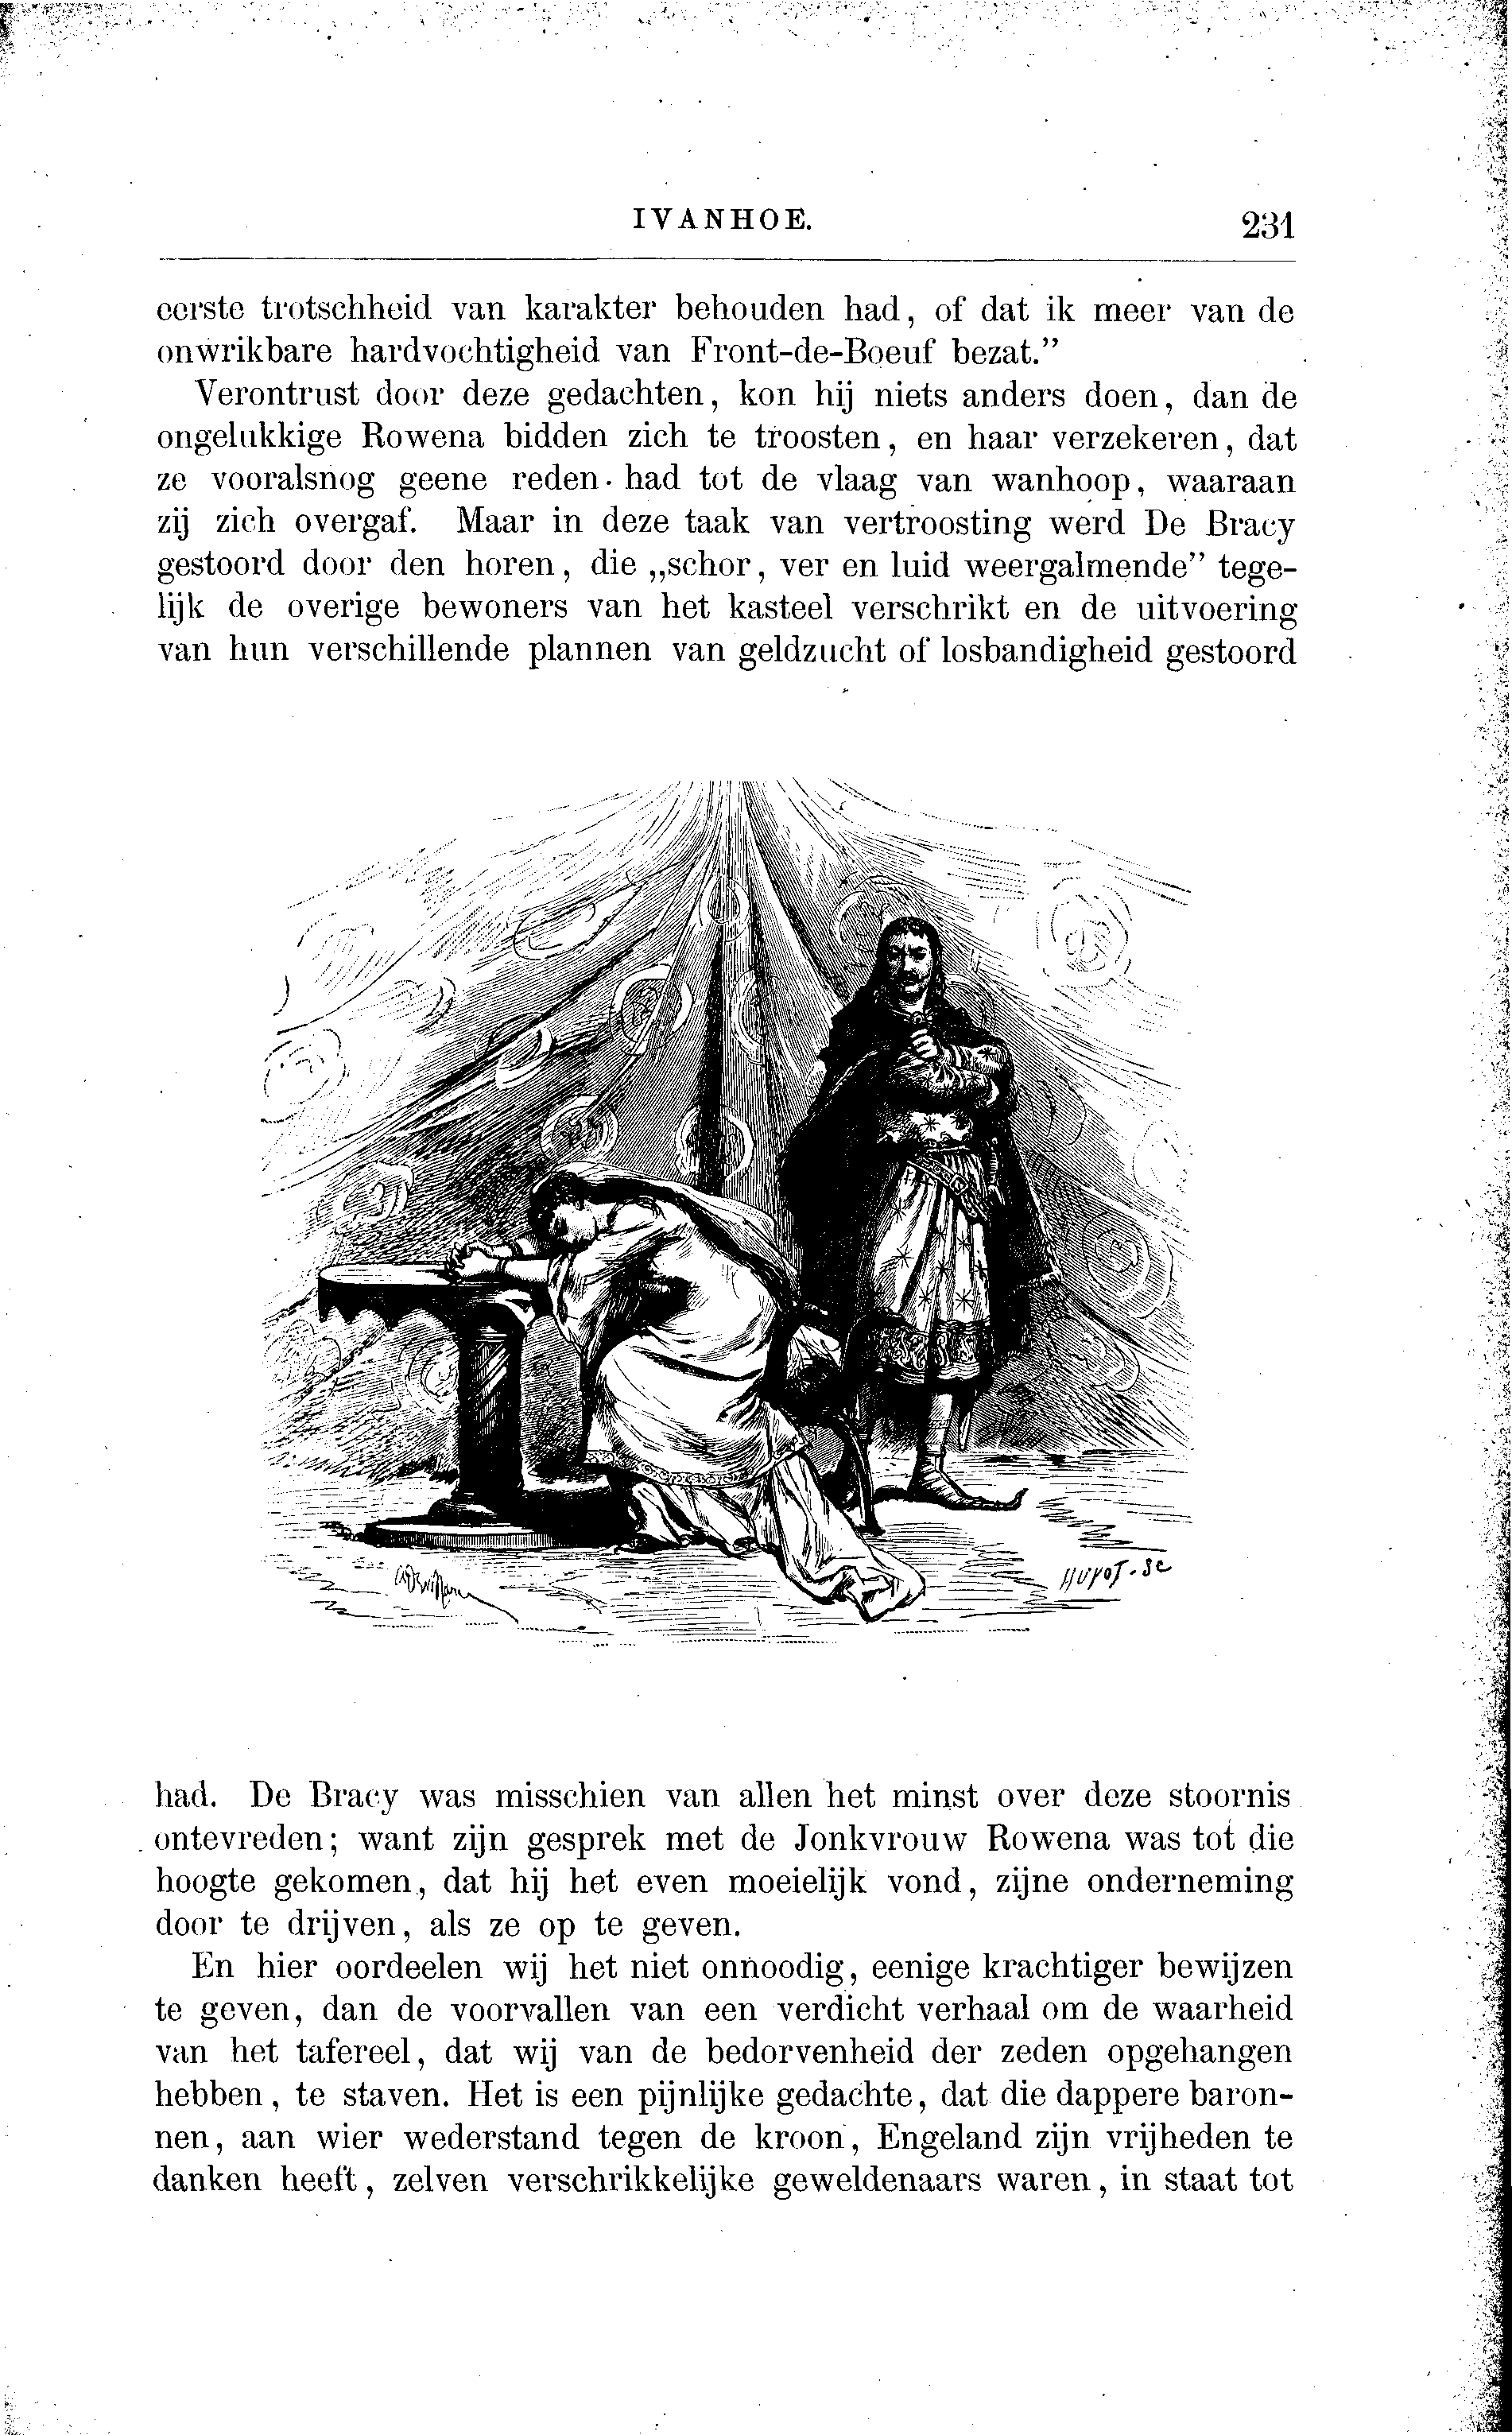 IVANHOE. 231
eerste trotschheid van karakter behouden had, of dat ik meer van de
onwrikbare hardvochtigheid van Front-de-Boeuf bezat.”
Verontrust door deze gedachten, kon hij niets anders doen, dan de
ongelukkige Rowena bidden zich te troosten, en haar verzekeren, dat
ze vooralsnog geene reden had tot de vlaag van wanhoop, waaraan
zij zich overgaf. Maar in deze taak van vertroosting werd De Bracy
gestoord door den horen, die „schor, ver en luid weergalmende” tege-
lijk de overige bewoners van het kasteel verschrikt en de uitvoering
van hun verschillende plannen van geldzucht of losbandigheid gestoord
HUYOT. SC
had. De Bracy was misschien van allen het minst over deze stoornis
ontevreden; want zijn gesprek met de Jonkvrouw Rowena was tot die
hoogte gekomen, dat hij het even moeielijk vond, zijne onderneming
door te drijven, als ze op te geven.
En hier oordeelen wij het niet onnoodig, eenige krachtiger bewijzen
te geven, dan de voorvallen van een verdicht verhaal om de waarheid
van het tafereel, dat wij van de bedorvenheid der zeden opgehangen
hebben, te staven. Het is een pijnlijke gedachte, dat die dappere baron-
nen, aan wier wederstand tegen de kroon, Engeland zijn vrijheden te
danken heeft, zelven verschrikkelijke geweldenaars waren, in staat tot